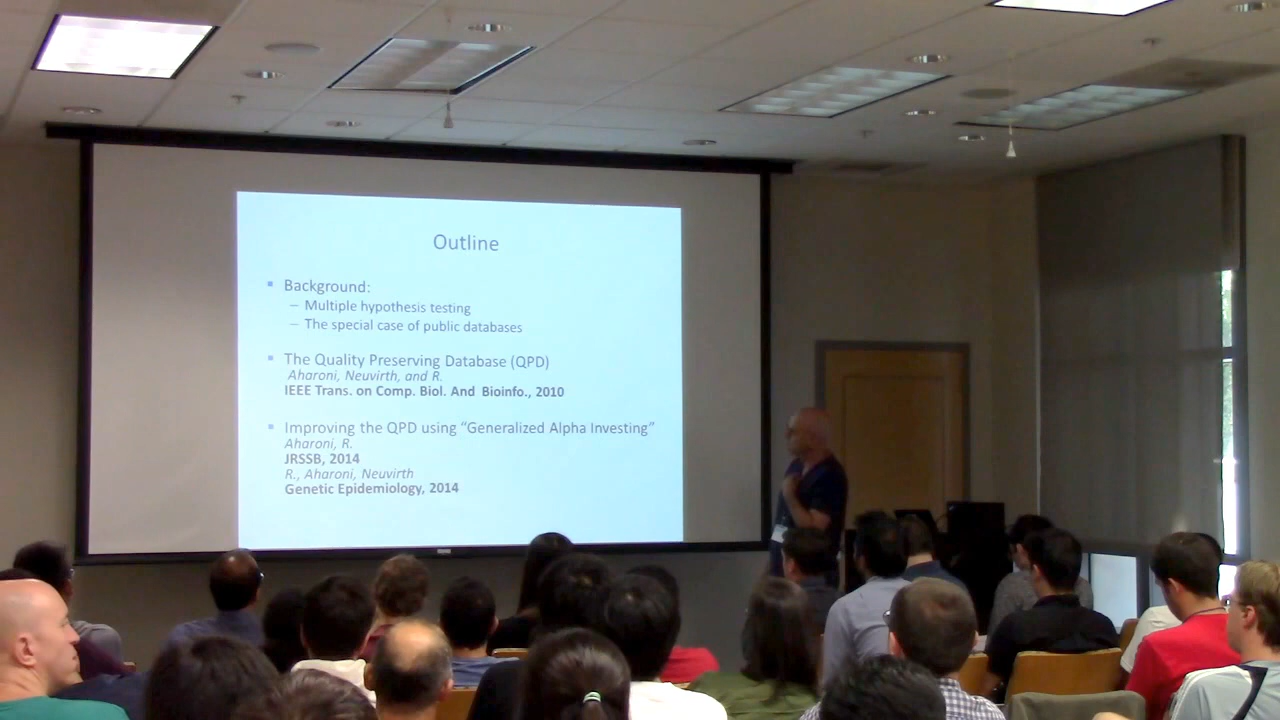 Outline
▪ Background:
– Multiple hypothesis testing
– The special case of public databases
▪ The Quality Preserving Database (QPD)
Aharoni, Neuvirth, and R.
IEEE Trans. on Comp. Biol. And Bioinfo., 2010
▪ Improving the QPD using “Generalized Alpha Investing”
Aharoni, R.
JRSSB, 2014
R., Aharoni, Neuvirth
Genetic Epidemiology, 2014